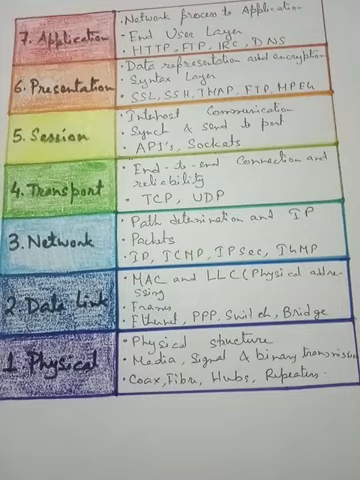 7. Application
· Network process to Application
· End User Layer
· HTTP, FTP, IRC, DNS
6. Presentation
· Data representation and encryption
· Syntax Layer
· SSL, SSH, IMAP, FTP, MPEG
5. Session
· Interhost Communication
· Synch & send to port
· API's, Sockets
4. Transport
· End-to-end Connection and
reliability
· TCP, UDP
3. Network
· Path determination and IP
· Packets
· IP, ICMP, IPSec, IGMP
2. Data Link
· MAC and LLC (Physical addre-
ssing
· Frames
· Ethernet, PPP, Switch, Bridge
1. Physical
· Physical structure
· Media, Signal & binary transmission
· Coax, Fibre, Hubs, Repeaters.